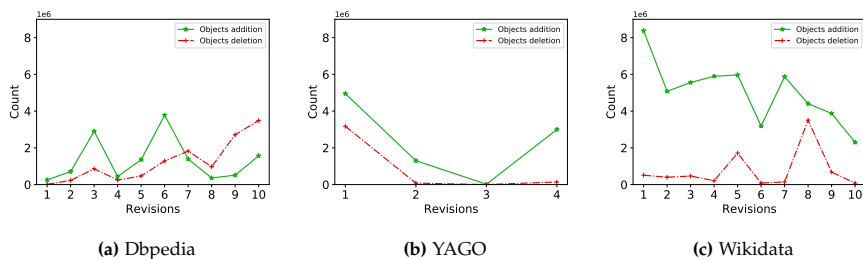 1e6
Objects addition
Objects deletion
8
6
4
2
0
Count
1 2 3 4 5 6 7 8 9 10
Revisions
(a) Dbpedia
1e6
Objects addition
Objects deletion
8
6
4
2
0
Count
1 2 3 4
Revisions
(b) YAGO
1e6
Objects addition
Objects deletion
8
6
4
2
0
Count
1 2 3 4 5 6 7 8 9 10
Revisions
(c) Wikidata